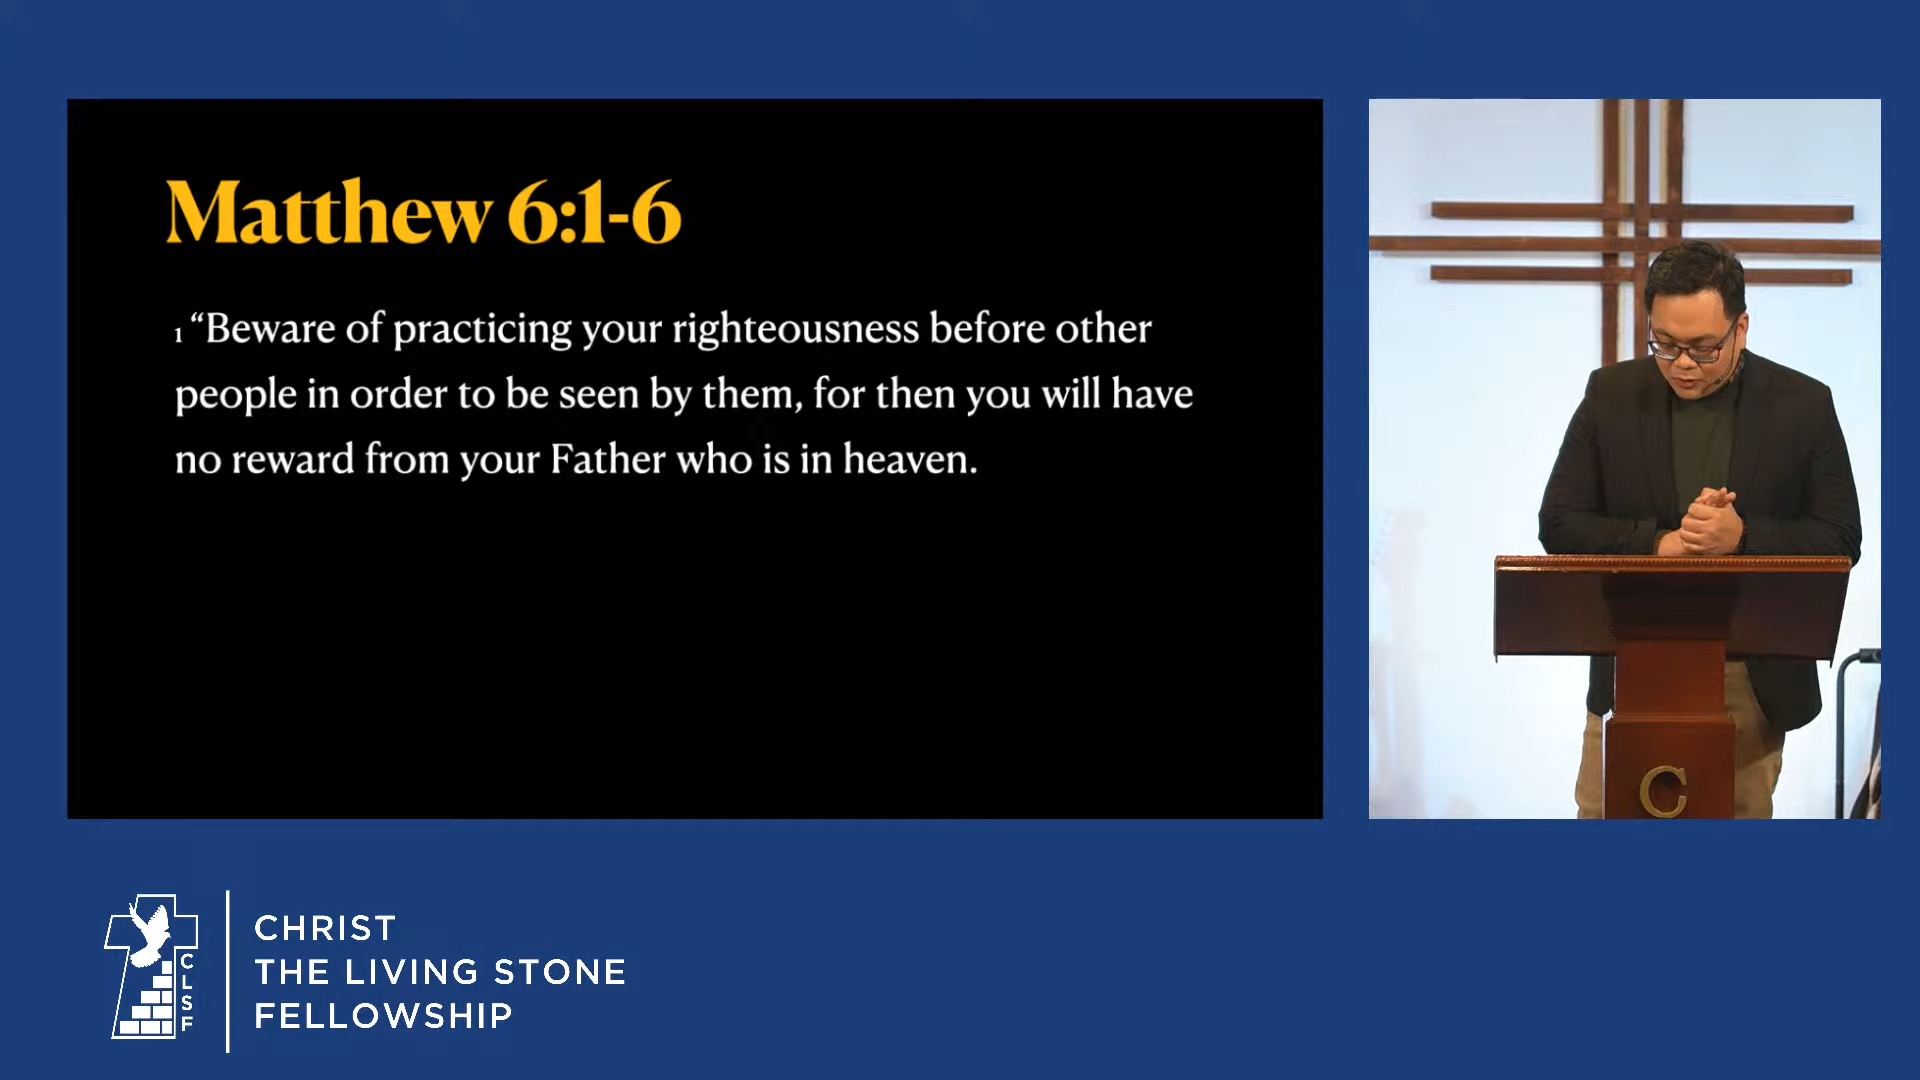 Matthew 6:1-6
1 “Beware of practicing your righteousness before other
people in order to be seen by them, for then you will have
no reward from your Father who is in heaven.
C
C
L
S
F
CHRIST
THE LIVING STONE
FELLOWSHIP